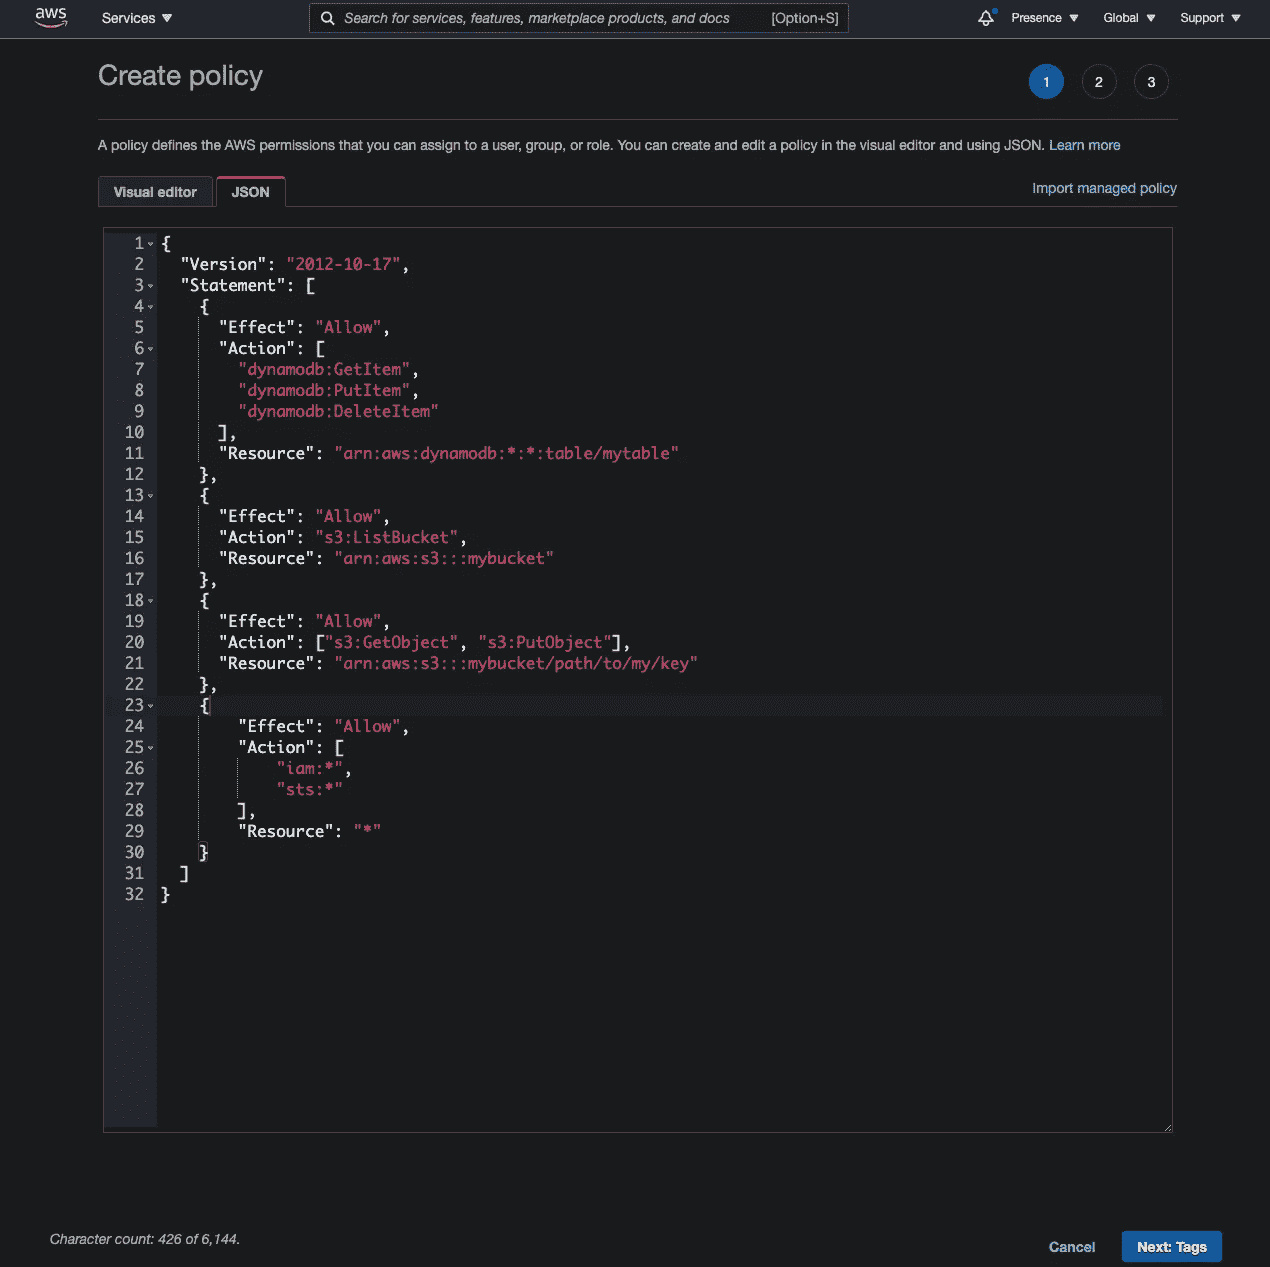 aws Services ▼ Search for services, features, marketplace products, and docs [Option+S] Presence ▼ Global ▼ Support ▼
Create policy 1 2 3
A policy defines the AWS permissions that you can assign to a user, group, or role. You can create and edit a policy in the visual editor and using JSON. Learn more
Visual editor JSON Import managed policy
1 {
2 "Version": "2012-10-17",
3 "Statement": [
4 {
5 "Effect": "Allow",
6 "Action": [
7 "dynamodb:GetItem",
8 "dynamodb:PutItem",
9 "dynamodb:DeleteItem"
10 ],
11 "Resource": "arn:aws:dynamodb:*:*:table/mytable"
12 },
13 {
14 "Effect": "Allow",
15 "Action": "s3:ListBucket",
16 "Resource": "arn:aws:s3:::mybucket"
17 },
18 {
19 "Effect": "Allow",
20 "Action": ["s3:GetObject", "s3:PutObject"],
21 "Resource": "arn:aws:s3:::mybucket/path/to/my/key"
22 },
23 {
24 "Effect": "Allow",
25 "Action": [
26 "iam:*",
27 "sts:*"
28 ],
29 "Resource": "*"
30 }
31 ]
32 }
Character count: 426 of 6,144.
Cancel Next: Tags